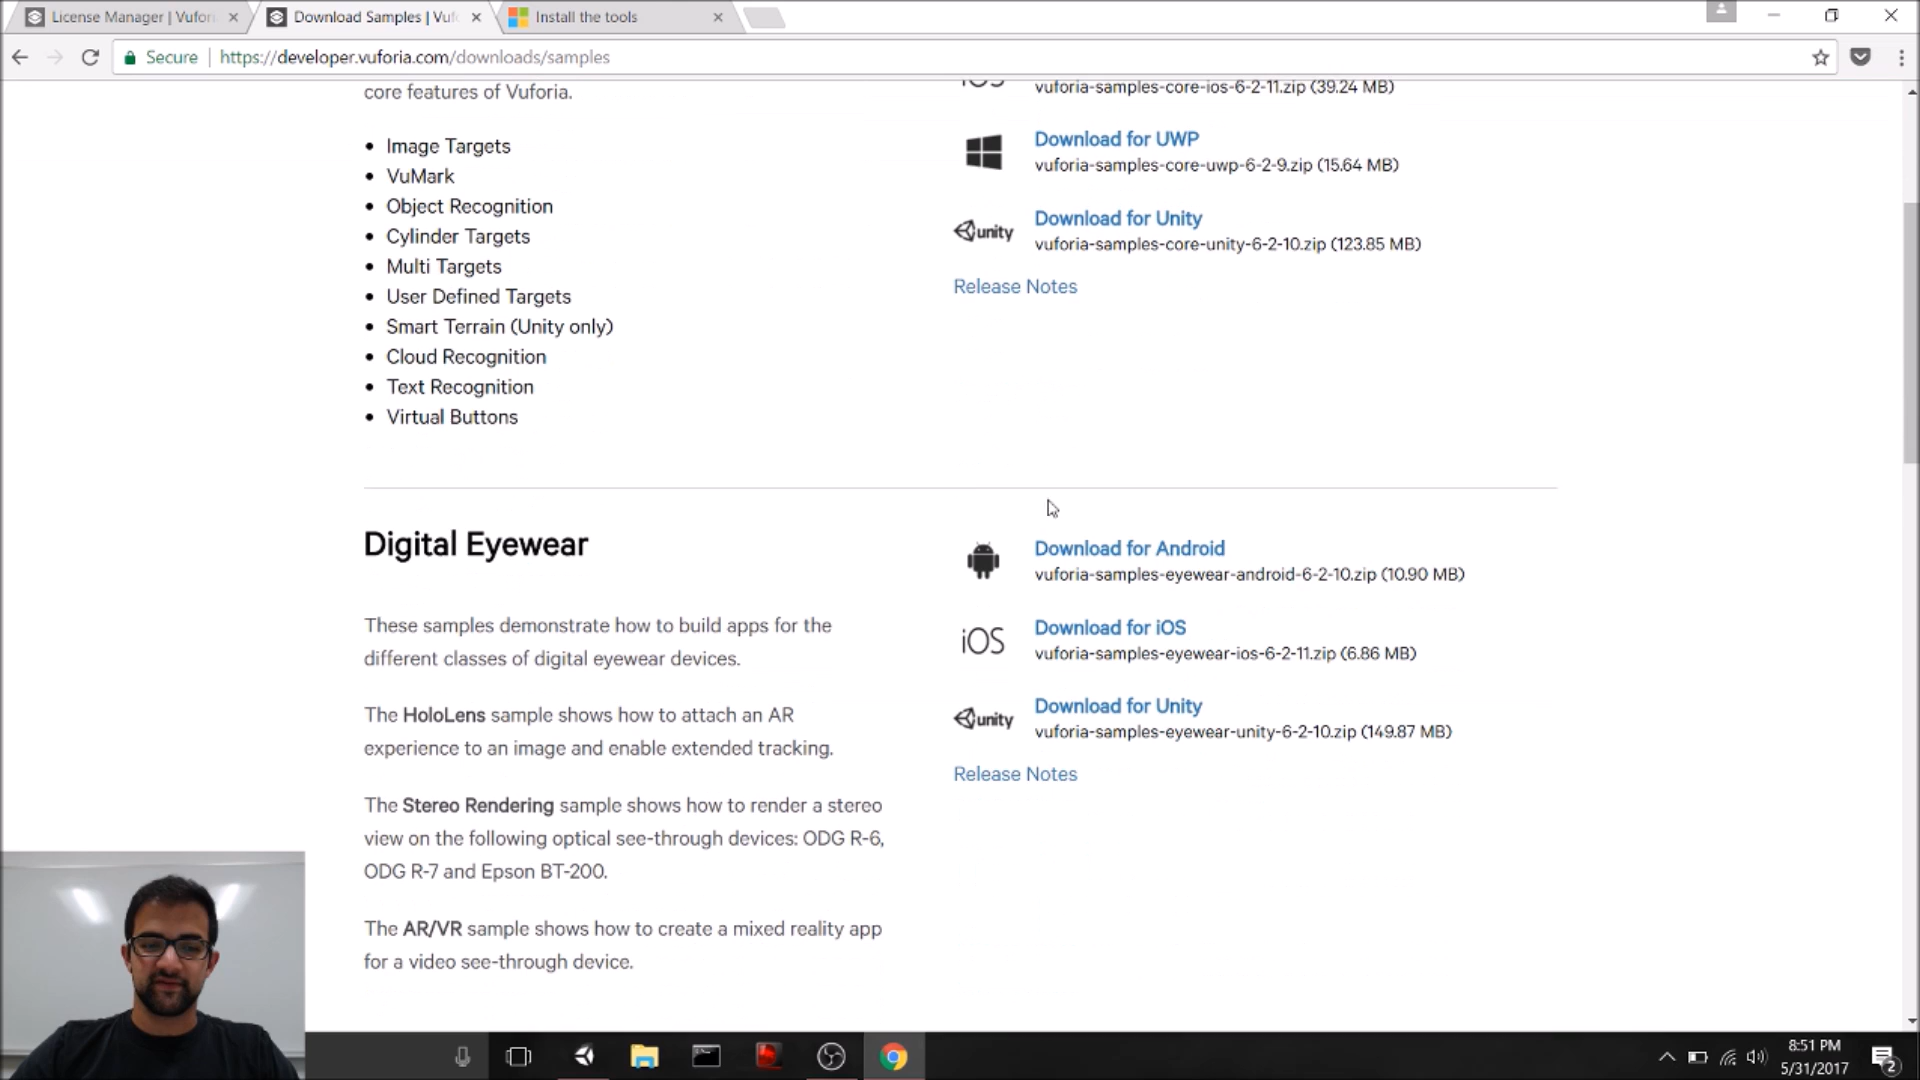 License Manager | Vufori
Download Samples | Vuf
Install the tools
Secure
https://developer.vuforia.com/downloads/samples
core features of Vuforia.
Image Targets
VuMark
Object Recognition
Cylinder Targets
Multi Targets
User Defined Targets
Smart Terrain (Unity only)
Cloud Recognition
Text Recognition
Virtual Buttons
iOS
vuforia-samples-core-ios-6-2-11.zip (39.24 MB)
Download for UWP
vuforia-samples-core-uwp-6-2-9.zip (15.64 MB)
unity
Download for Unity
vuforia-samples-core-unity-6-2-10.zip (123.85 MB)
Release Notes
Digital Eyewear
These samples demonstrate how to build apps for the
different classes of digital eyewear devices.
The HoloLens sample shows how to attach an AR
experience to an image and enable extended tracking.
The Stereo Rendering sample shows how to render a stereo
view on the following optical see-through devices: ODG R-6,
ODG R-7 and Epson BT-200.
The AR/VR sample shows how to create a mixed reality app
for a video see-through device.
Download for Android
vuforia-samples-eyewear-android-6-2-10.zip (10.90 MB)
iOS
Download for iOS
vuforia-samples-eyewear-ios-6-2-11.zip (6.86 MB)
unity
Download for Unity
vuforia-samples-eyewear-unity-6-2-10.zip (149.87 MB)
Release Notes
8:51 PM
5/31/2017
2